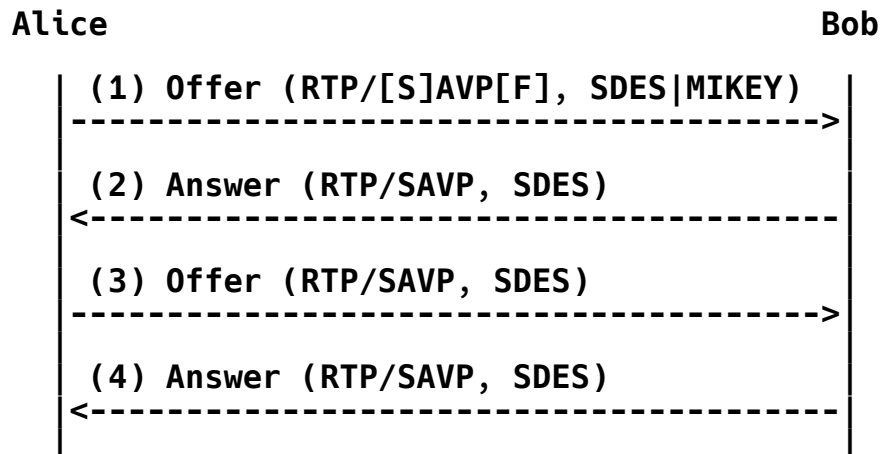 Alice Bob
| (1) Offer (RTP/[S]AVP[F], SDES|MIKEY) |
|--------------------------------------->|
| (2) Answer (RTP/SAVP, SDES) |
|<---------------------------------------|
| (3) Offer (RTP/SAVP, SDES) |
|--------------------------------------->|
| (4) Answer (RTP/SAVP, SDES) |
|<---------------------------------------|